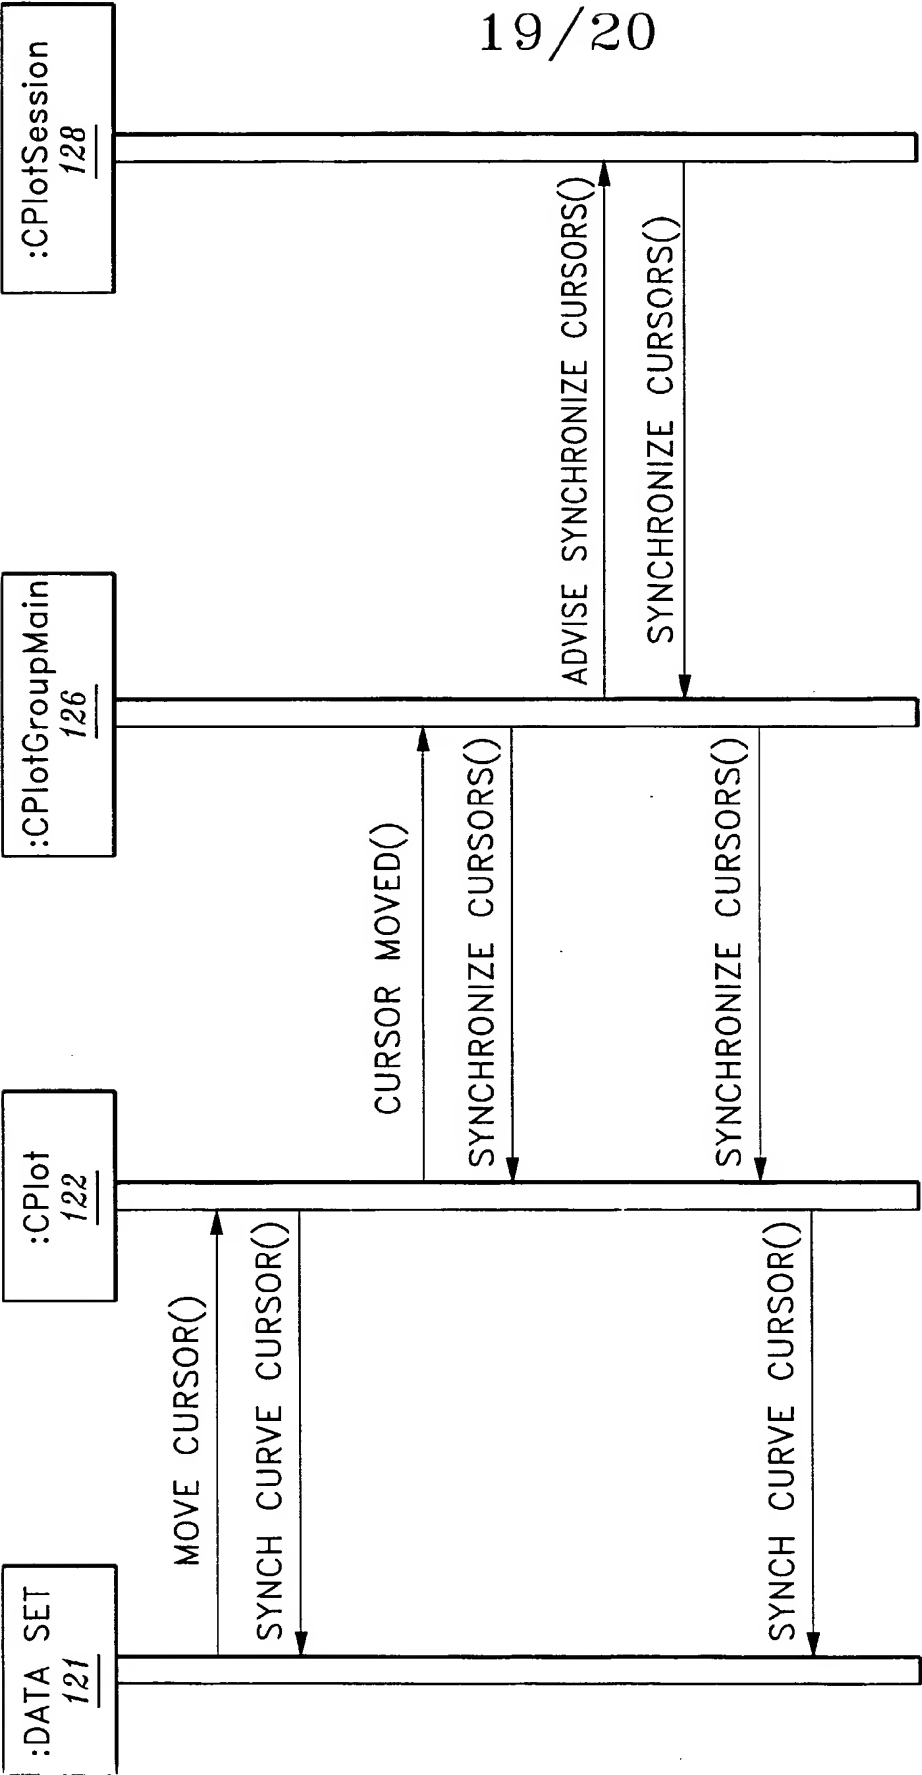 19/20
:DATA SET
121
:CPlot
122
:CPlotGroupMain
126
:CPlotSession
128
MOVE CURSOR()
SYNCH CURVE CURSOR()
CURSOR MOVED()
SYNCHRONIZE CURSORS()
ADVISE SYNCHRONIZE CURSORS()
SYNCHRONIZE CURSORS()
SYNCHRONIZE CURSORS()
SYNCH CURVE CURSOR()